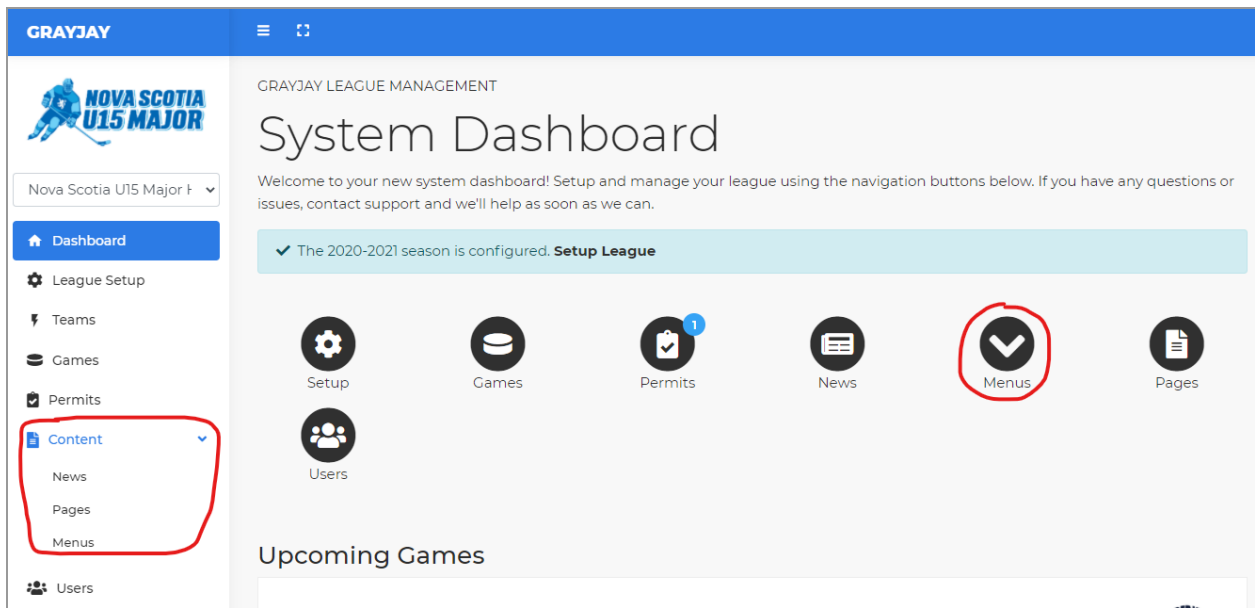 GRAYJAY
NOVA SCOTIA
U15 MAJOR
Nova Scotia U15 Major H
Dashboard
League Setup
Teams
Games
Permits
Content
News
Pages
Menus
Users
GRAYJAY LEAGUE MANAGEMENT
System Dashboard
Welcome to your new system dashboard! Setup and manage your league using the navigation buttons below. If you have any questions or
issues, contact support and we'll help as soon as we can.
The 2020-2021 season is configured. Setup League
1
Setup
Games
Permits
News
Menus
Pages
Users
Upcoming Games